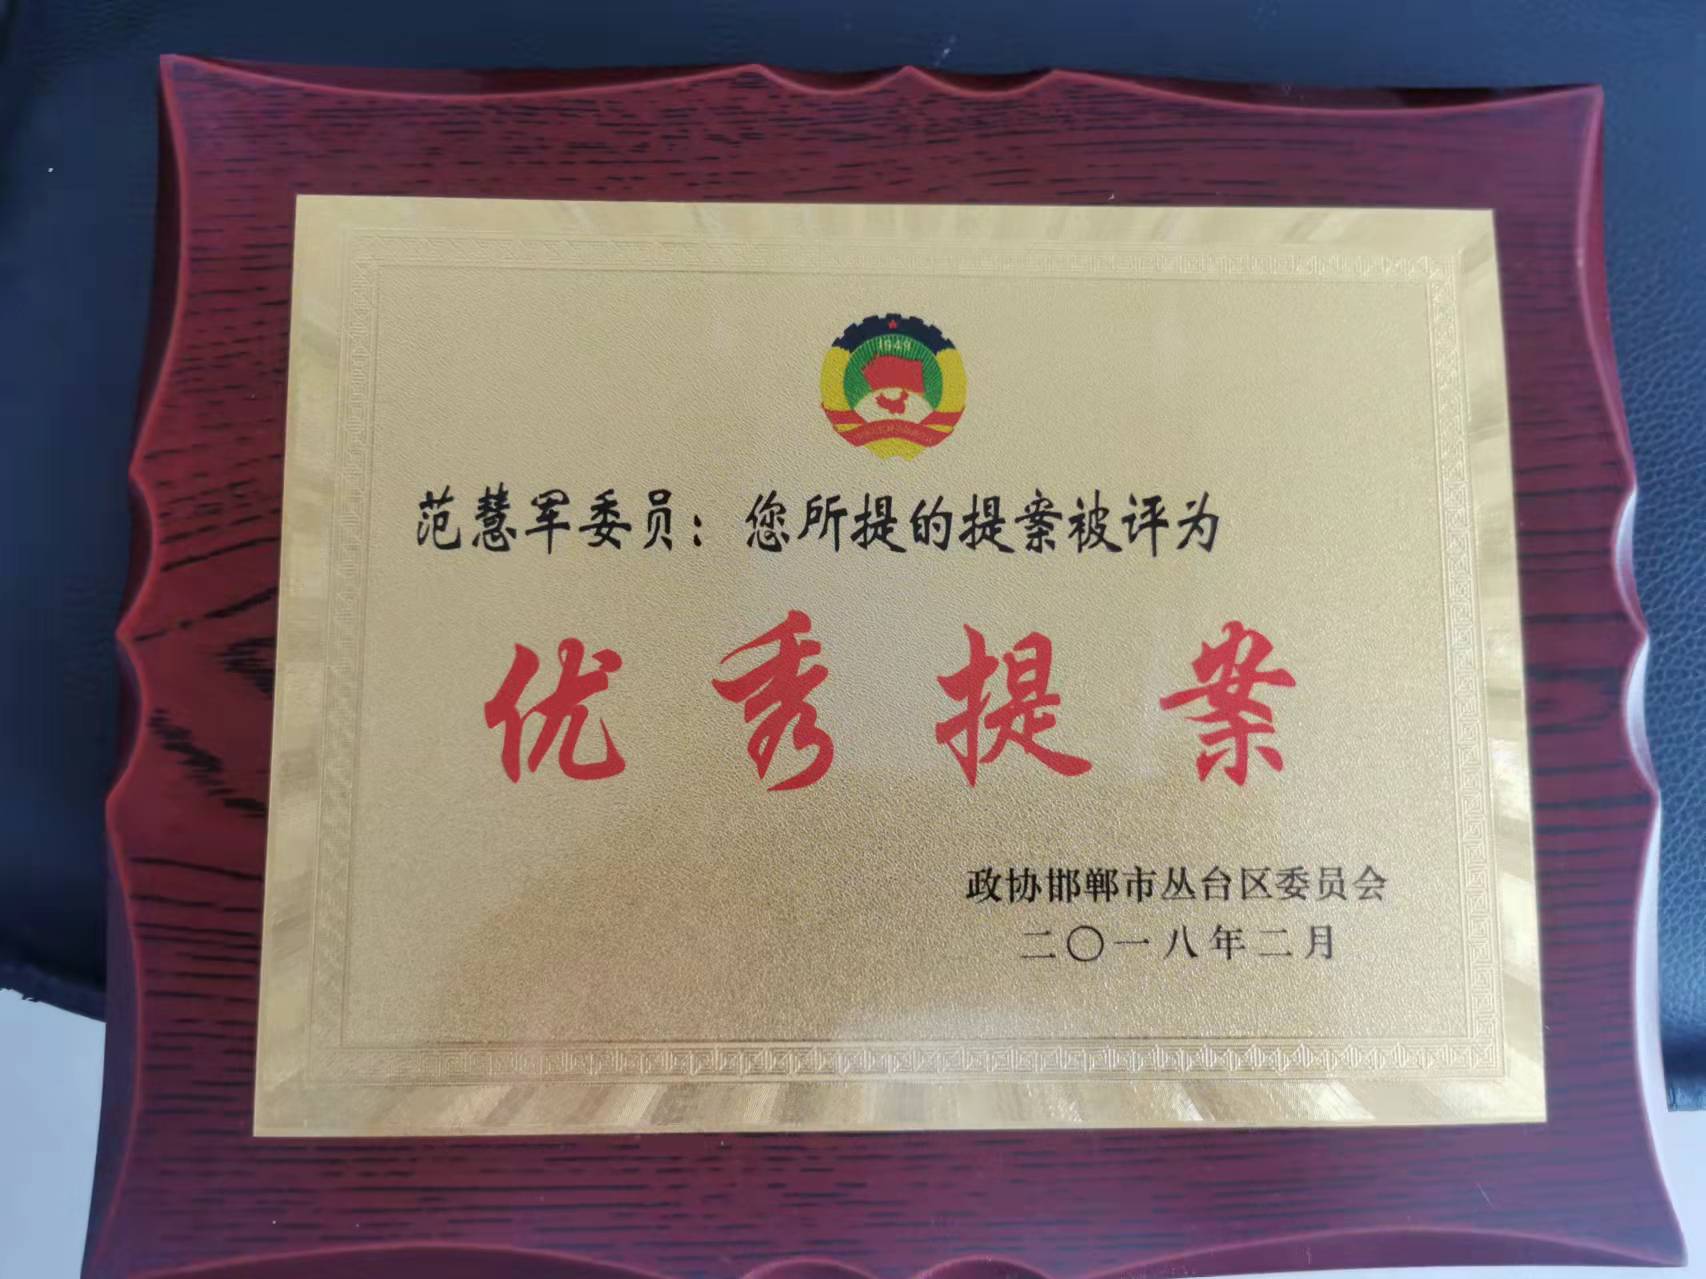 1949
范慧军委员：您所提的提案被评为
优秀提案
政协邯郸市丛台区委员会
二〇一八年二月